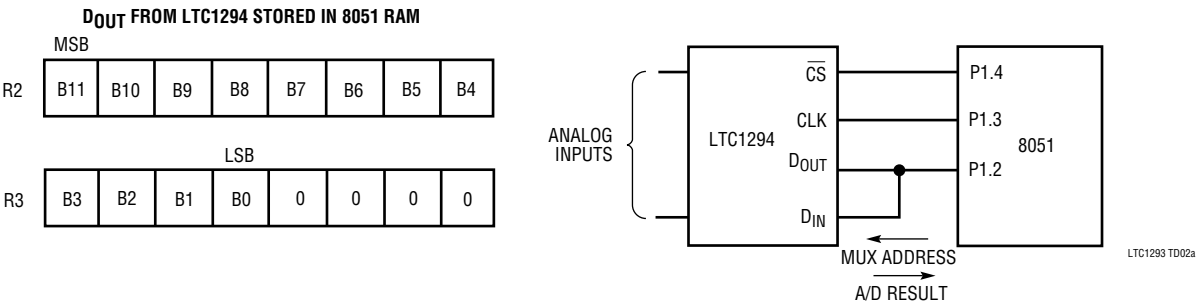 DOUT FROM LTC1294 STORED IN 8051 RAM
MSB
R2 B11 B10 B9 B8 B7 B6 B5 B4
LSB
R3 B3 B2 B1 B0 0 0 0 0
ANALOG
INPUTS
LTC1294
CS
CLK
DOUT
DIN
P1.4
P1.3
P1.2
8051
MUX ADDRESS
A/D RESULT
LTC1293 TD02a